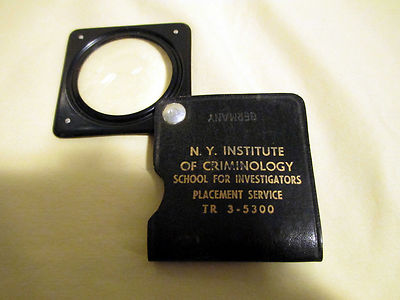 GERMANY
N. Y. INSTITUTE
OF CRIMINOLOGY
SCHOOL FOR INVESTIGATORS
PLACEMENT SERVICE
TR 3-5300